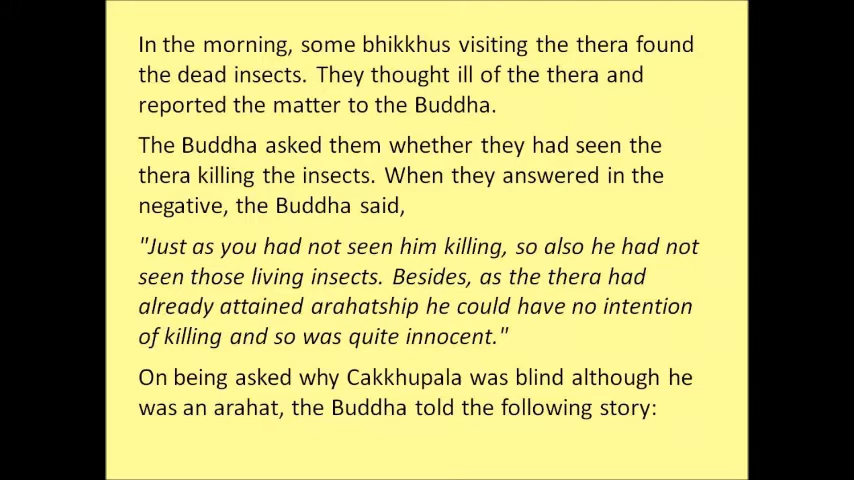 In the morning, some bhikkhus visiting the thera found
the dead insects. They thought ill of the thera and
reported the matter to the Buddha.
The Buddha asked them whether they had seen the
thera killing the insects. When they answered in the
negative, the Buddha said,
"Just as you had not seen him killing, so also he had not
seen those living insects. Besides, as the thera had
already attained arahatship he could have no intention
of killing and so was quite innocent."
On being asked why Cakkhupala was blind although he
was an arahat, the Buddha told the following story: